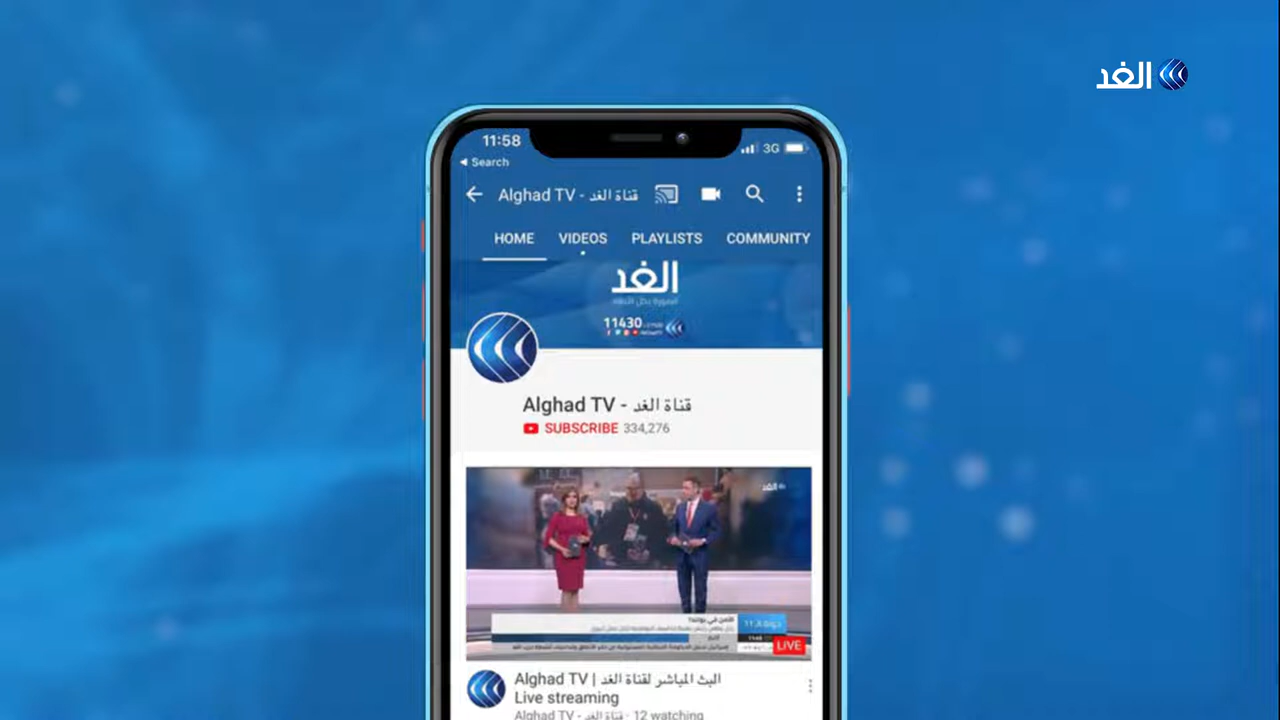 الغد
11:58
3G
Search
Alghad TV - قناة الغد
HOME VIDEOS PLAYLISTS COMMUNITY
الغد
11430
Alghad TV - قناة الغد
SUBSCRIBE 334,276
الغد
LIVE
Alghad TV | البث المباشر لقناة الغد
Live streaming
Alghad TV - قناة الغد · 12 watching